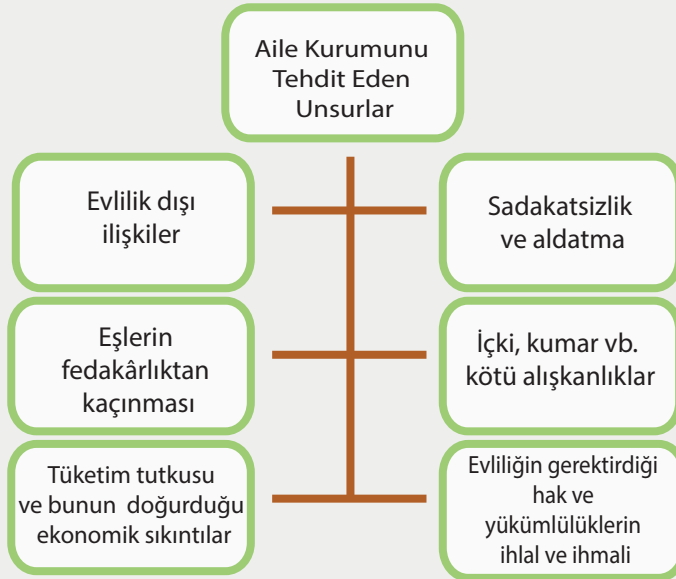 Aile Kurumunu
Tehdit Eden
Unsurlar
Evlilik dışı
ilişkiler
Sadakatsizlik
ve aldatma
Eşlerin
fedakârlıktan
kaçınması
İçki, kumar vb.
kötü alışkanlıklar
Tüketim tutkusu
ve bunun doğurduğu
ekonomik sıkıntılar
Evliliğin gerektirdiği
hak ve
yükümlülüklerin
ihlal ve ihmali